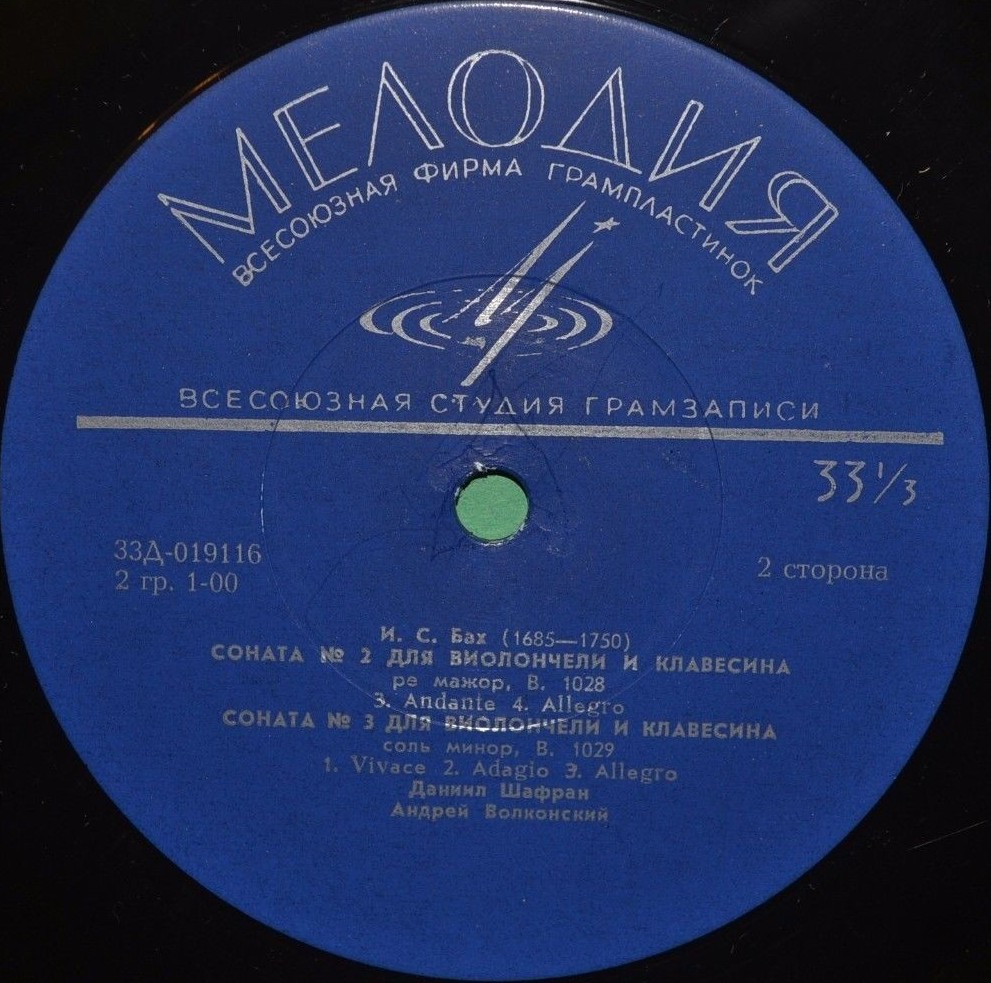 МЕЛОДИЯ
ВСЕСОЮЗНАЯ ФИРМА ГРАМПЛАСТИНОК
ВСЕСОЮЗНАЯ СТУДИЯ ГРАМЗАПИСИ
33 1/3
33Д-019116
2 гр. 1-00
2 сторона
И. С. Бах (1685—1750)
СОНАТА № 2 ДЛЯ ВИОЛОНЧЕЛИ И КЛАВЕСИНА
ре мажор, В. 1028
3. Andante 4. Allegro
СОНАТА № 3 ДЛЯ ВИОЛОНЧЕЛИ И КЛАВЕСИНА
соль минор, В. 1029
1. Vivace 2. Adagio 3. Allegro
Даниил Шафран
Андрей Волконский